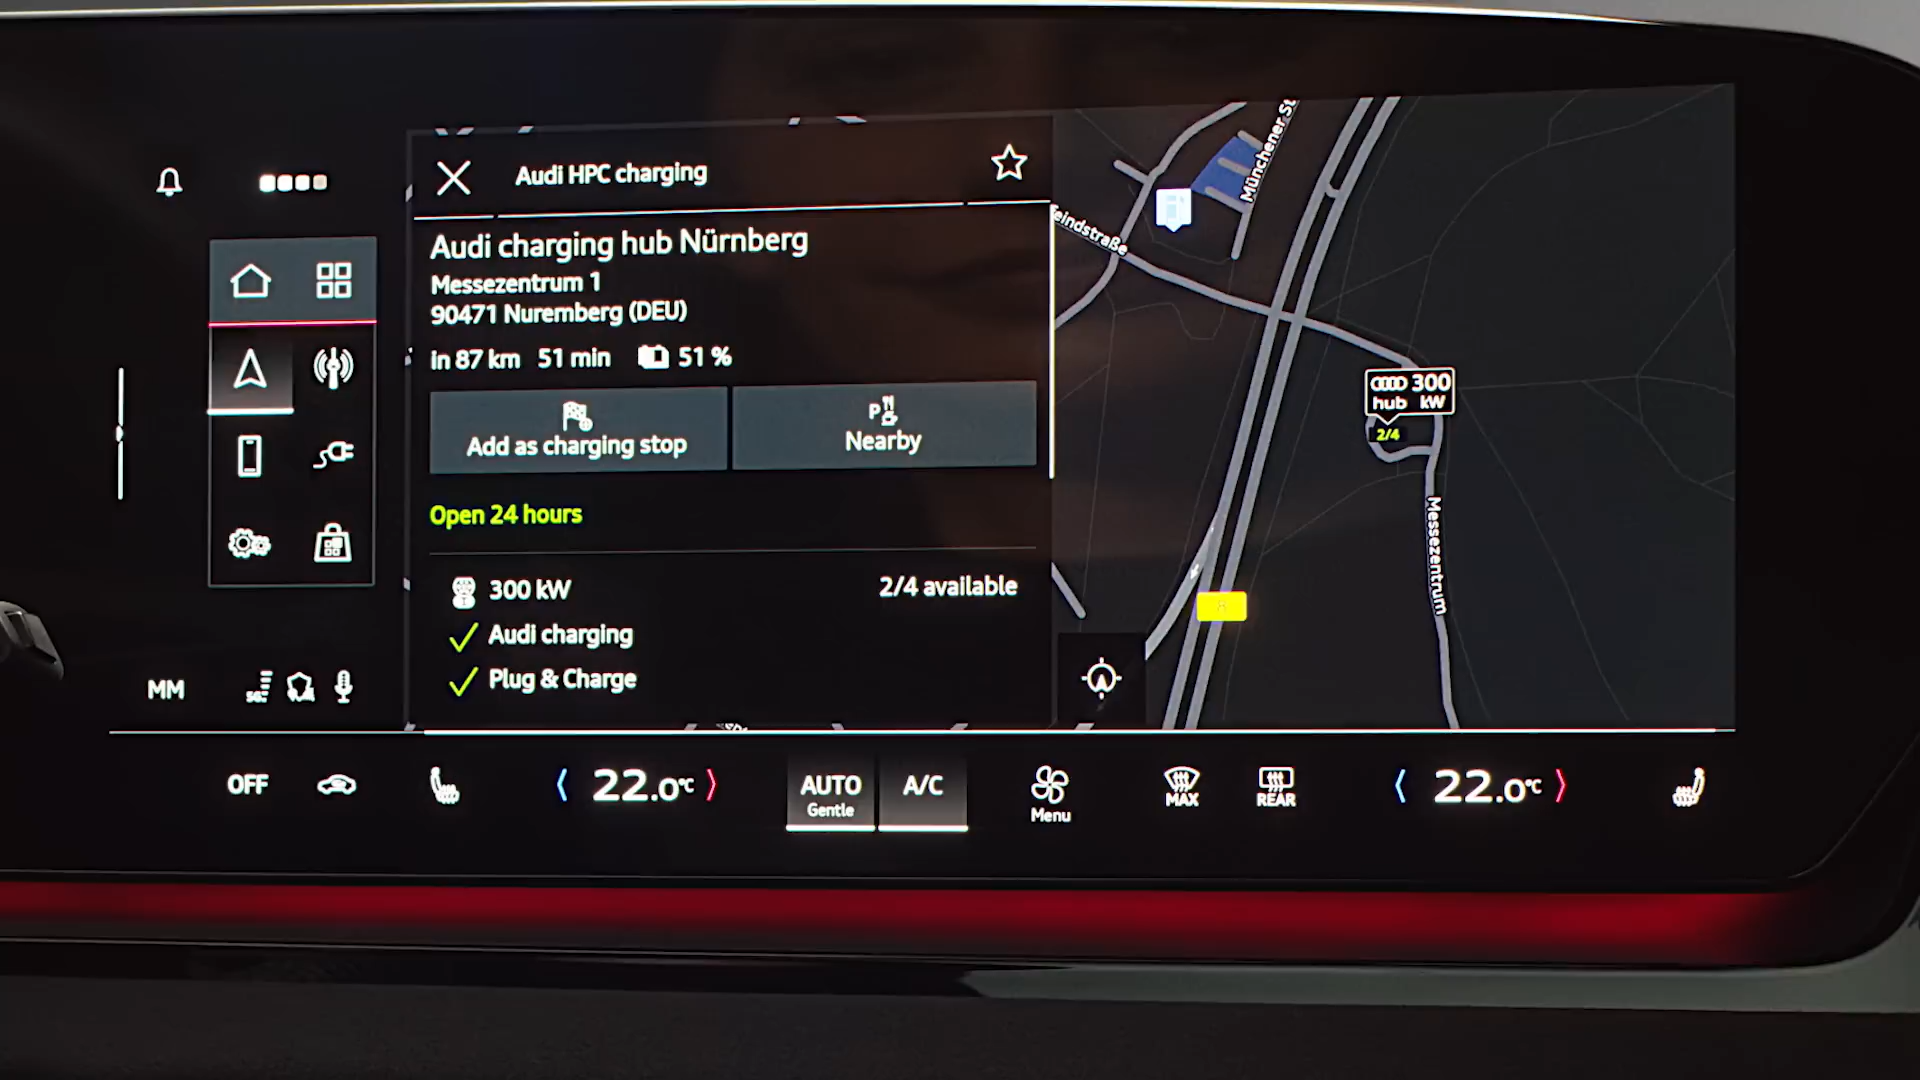 Audi HPC charging
Audi charging hub Nürnberg
Messezentrum 1
90471 Nuremberg (DEU)
in 87 km 51 min 51 %
Add as charging stop
Nearby
Open 24 hours
300 kW 2/4 available
Audi charging
Plug & Charge
MM
5G
Münchener St
eindstraße
300
hub kW
2/4
Messezentrum
8
OFF
22.0°C
AUTO
Gentle
A/C
Menu
MAX
REAR
22.0°C